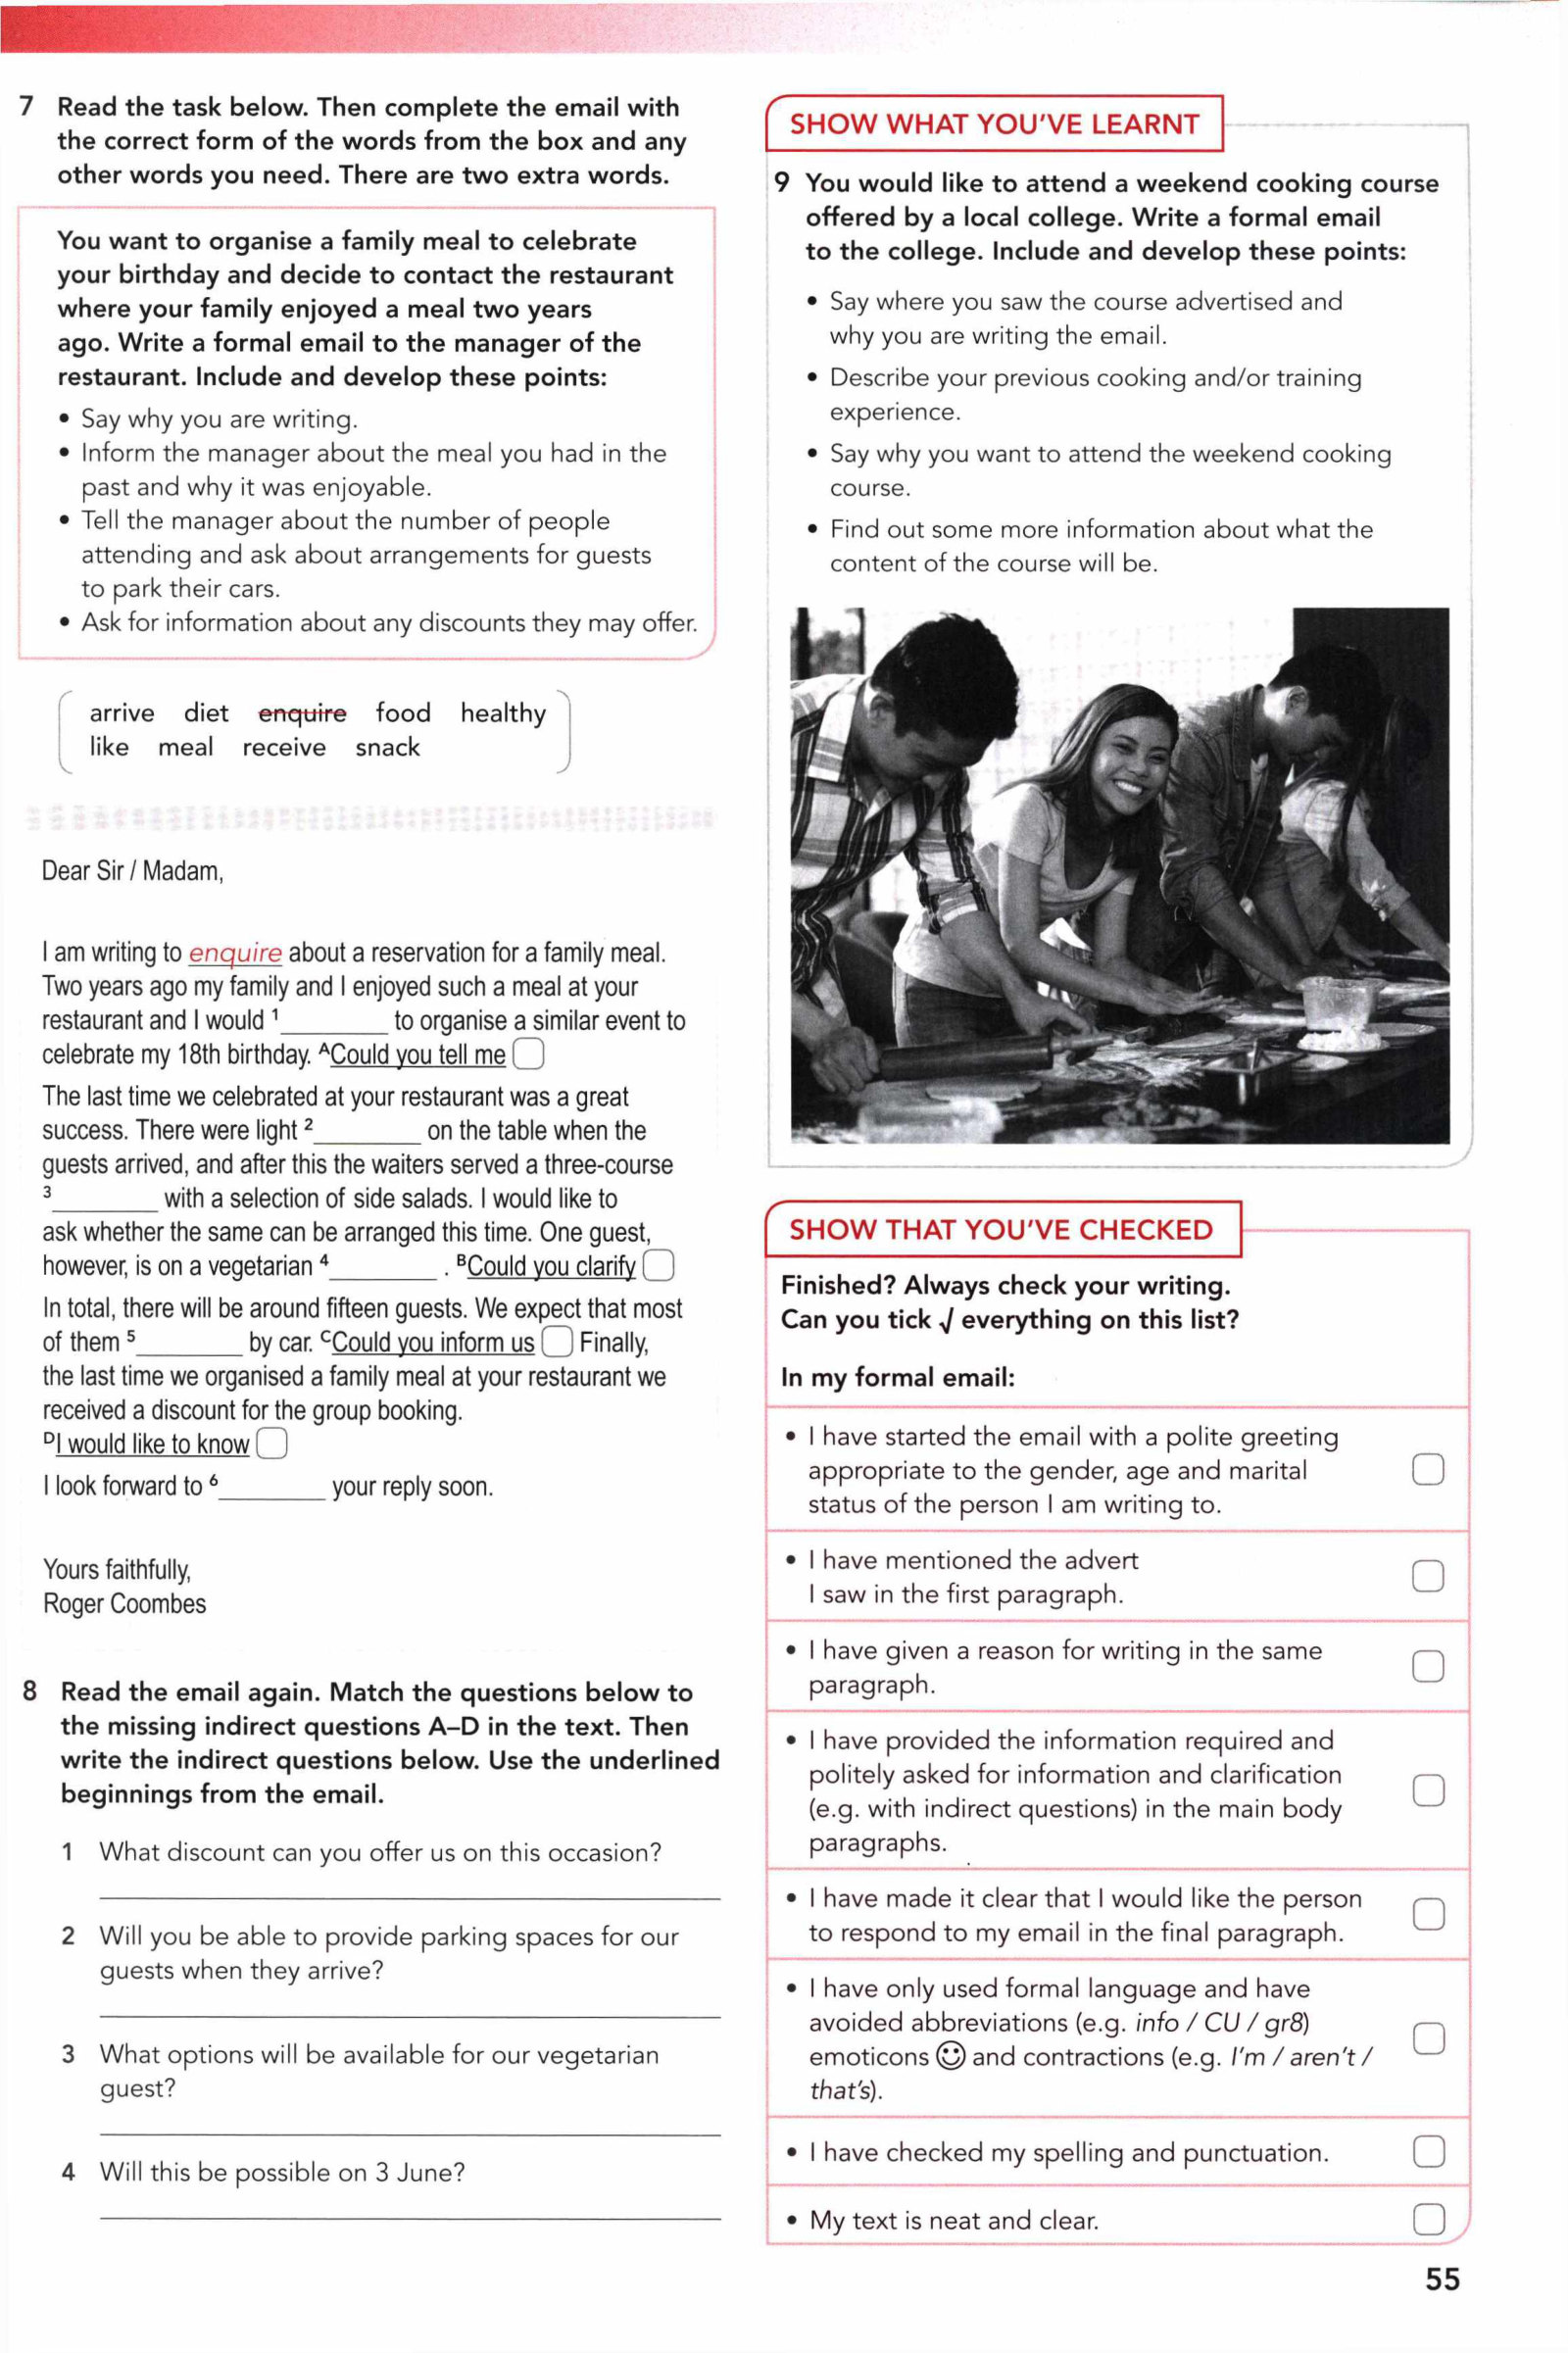 7 Read the task below. Then complete the email with
the correct form of the words from the box and any
other words you need. There are two extra words.
You want to organise a family meal to celebrate
your birthday and decide to contact the restaurant
where your family enjoyed a meal two years
ago. Write a formal email to the manager of the
restaurant. Include and develop these points:
• Say why you are writing.
• Inform the manager about the meal you had in the
past and why it was enjoyable.
• Tell the manager about the number of people
attending and ask about arrangements for guests
to park their cars.
• Ask for information about any discounts they may offer.
arrive diet enquire food healthy
like meal receive snack
Dear Sir / Madam,
I am writing to enquire about a reservation for a family meal.
Two years ago my family and I enjoyed such a meal at your
restaurant and I would ¹________ to organise a similar event to
celebrate my 18th birthday. ᴬCould you tell me
The last time we celebrated at your restaurant was a great
success. There were light ²________ on the table when the
guests arrived, and after this the waiters served a three-course
³________ with a selection of side salads. I would like to
ask whether the same can be arranged this time. One guest,
however, is on a vegetarian ⁴________ . ᴮCould you clarify
In total, there will be around fifteen guests. We expect that most
of them ⁵________ by car. ᶜCould you inform us Finally,
the last time we organised a family meal at your restaurant we
received a discount for the group booking.
ᴰI would like to know
I look forward to ⁶________ your reply soon.
Yours faithfully,
Roger Coombes
8 Read the email again. Match the questions below to
the missing indirect questions A–D in the text. Then
write the indirect questions below. Use the underlined
beginnings from the email.
1 What discount can you offer us on this occasion?
2 Will you be able to provide parking spaces for our
guests when they arrive?
3 What options will be available for our vegetarian
guest?
4 Will this be possible on 3 June?
SHOW WHAT YOU'VE LEARNT
9 You would like to attend a weekend cooking course
offered by a local college. Write a formal email
to the college. Include and develop these points:
• Say where you saw the course advertised and
why you are writing the email.
• Describe your previous cooking and/or training
experience.
• Say why you want to attend the weekend cooking
course.
• Find out some more information about what the
content of the course will be.
SHOW THAT YOU'VE CHECKED
Finished? Always check your writing.
Can you tick √ everything on this list?
In my formal email:
• I have started the email with a polite greeting
appropriate to the gender, age and marital
status of the person I am writing to.
• I have mentioned the advert
I saw in the first paragraph.
• I have given a reason for writing in the same
paragraph.
• I have provided the information required and
politely asked for information and clarification
(e.g. with indirect questions) in the main body
paragraphs.
• I have made it clear that I would like the person
to respond to my email in the final paragraph.
• I have only used formal language and have
avoided abbreviations (e.g. info / CU / gr8)
emoticons ☺ and contractions (e.g. I'm / aren't /
that's).
• I have checked my spelling and punctuation.
• My text is neat and clear.
55